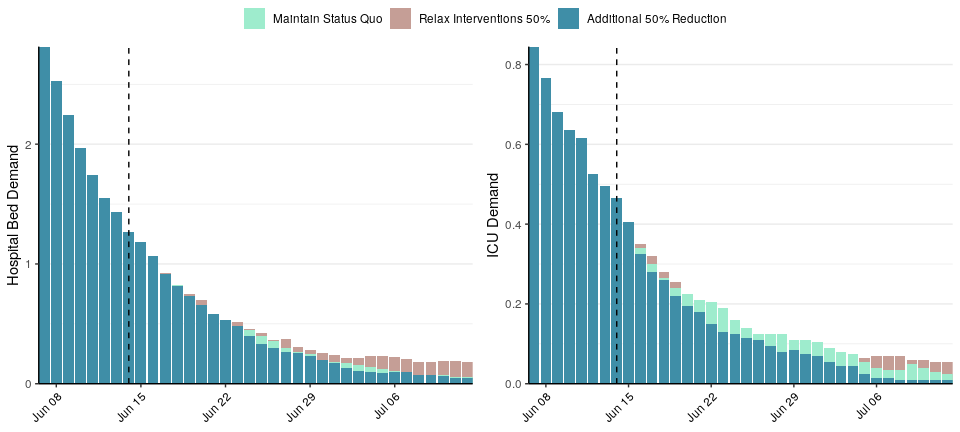 Maintain Status Quo Relax Interventions 50% Additional 50% Reduction
Hospital Bed Demand
2
1
0
Jun 08 Jun 15 Jun 22 Jun 29 Jul 06
ICU Demand
0.8
0.6
0.4
0.2
0.0
Jun 08 Jun 15 Jun 22 Jun 29 Jul 06